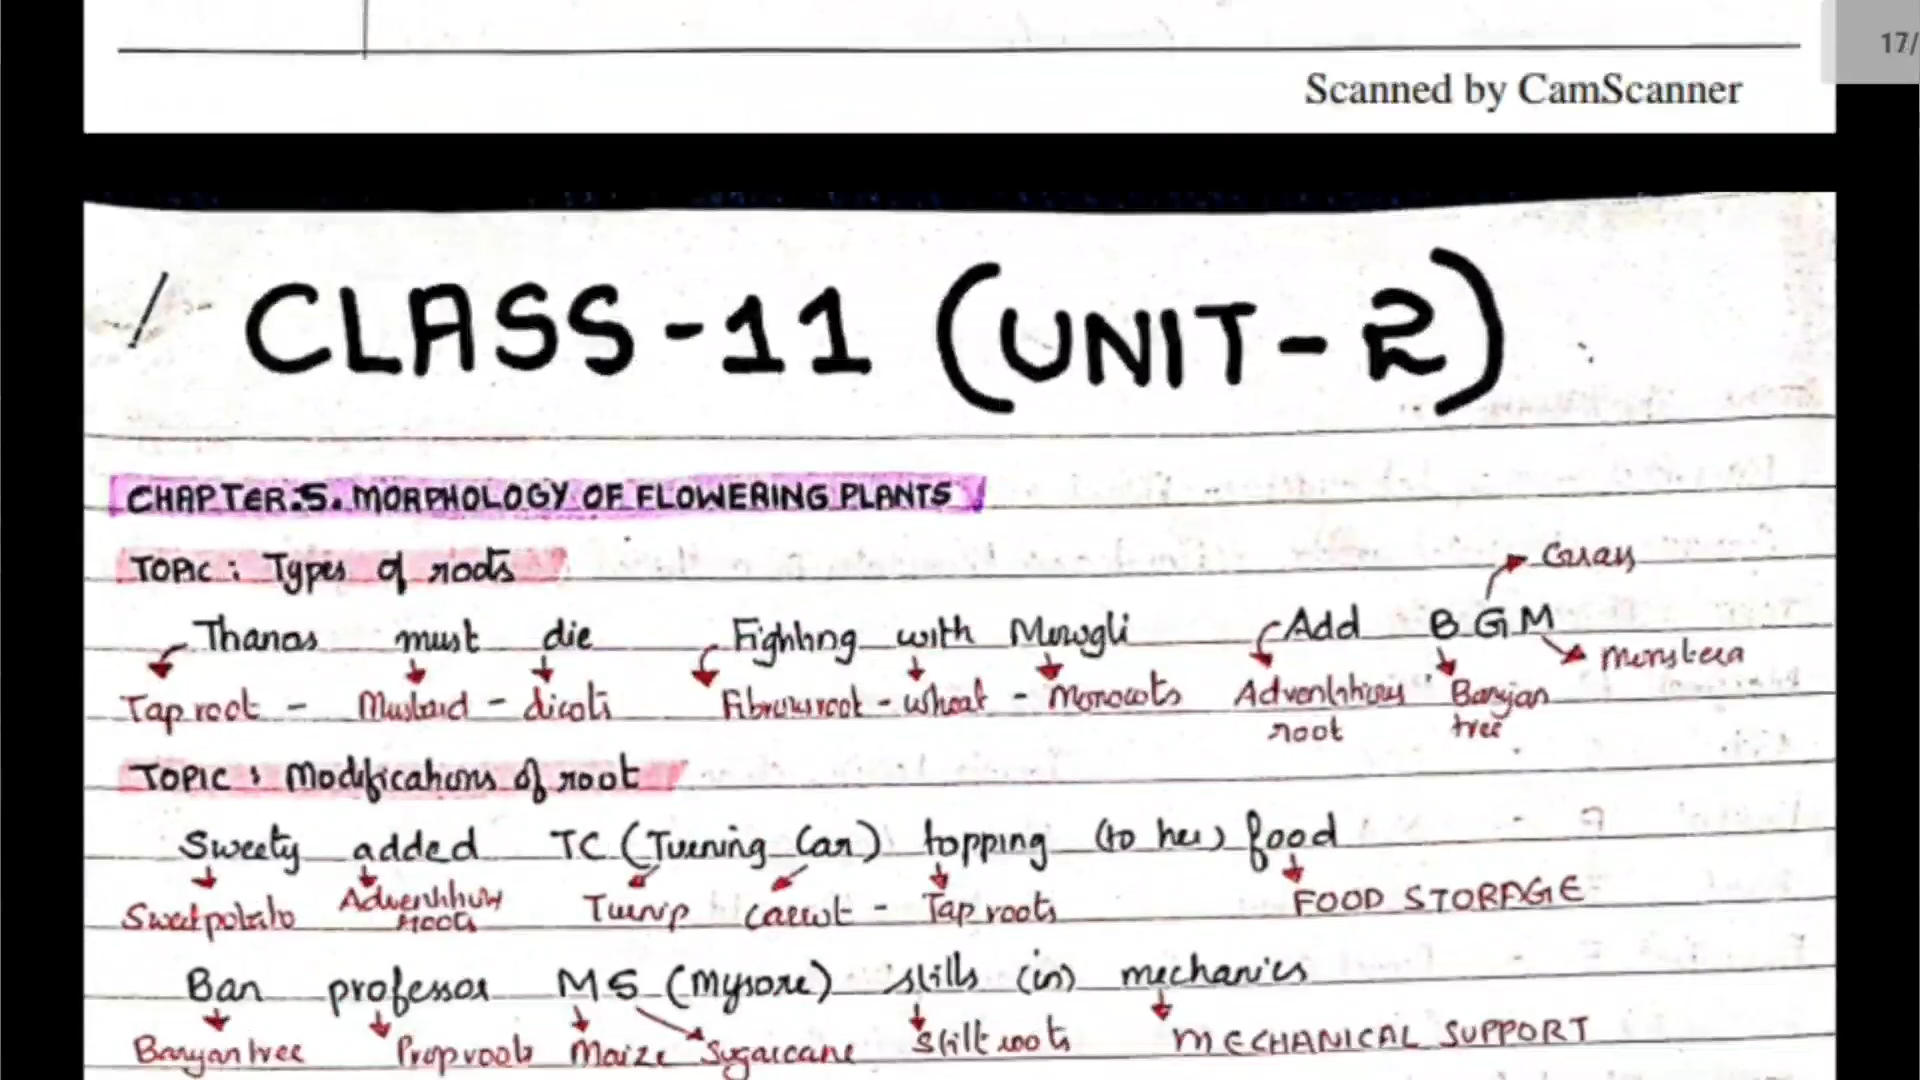 17/
Scanned by CamScanner
CLASS-11 (UNIT-2)
CHAPTER:5. MORPHOLOGY OF FLOWERING PLANTS
TOPIC: Types of roots
Grass
Thanos must die Fighting with Mowgli Add BGM
monstera
Tap root - Mustard - dicots Fibrous root - wheat - Monocots Adventitious root Banyan tree
TOPIC: Modifications of root
Sweety added TC (Turning Car) topping (to her) food
Sweet potato Adventitious roots Turnip carrot - Tap roots FOOD STORAGE
Ban professor MS (Mysore) stills (in) mechanics
Banyan tree Prop roots Maize Sugarcane Stilt roots MECHANICAL SUPPORT